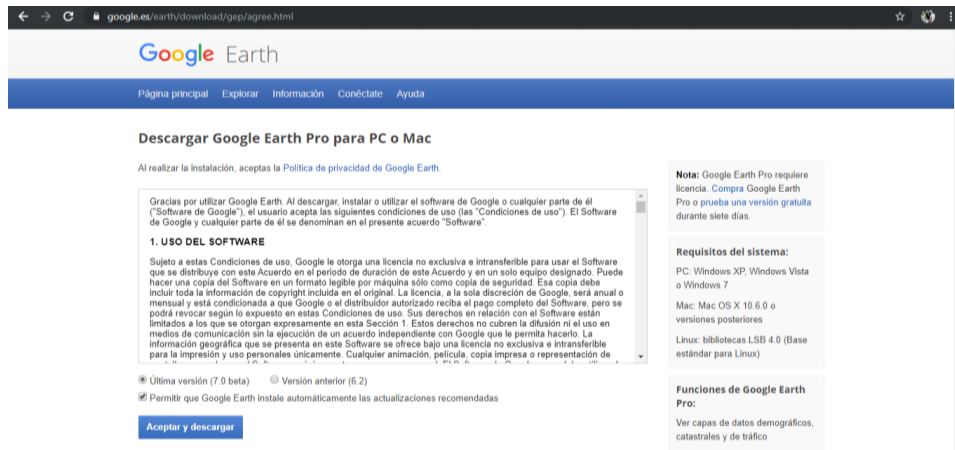 google.es/earth/download/gep/agree.html
Google Earth
Página principal Explorar Información Conéctate Ayuda
Descargar Google Earth Pro para PC o Mac
Al realizar la instalación, aceptas la Política de privacidad de Google Earth.
Gracias por utilizar Google Earth. Al descargar, instalar o utilizar el software de Google o cualquier parte de él
("Software de Google"), el usuario acepta las siguientes condiciones de uso (las "Condiciones de uso"). El Software
de Google y cualquier parte de él se denominan en el presente acuerdo "Software".
1. USO DEL SOFTWARE
Sujeto a estas Condiciones de uso, Google le otorga una licencia no exclusiva e intransferible para usar el Software
que se distribuye con este Acuerdo en el periodo de duración de este Acuerdo y en un solo equipo designado. Puede
hacer una copia del Software en un formato legible por máquina sólo como copia de seguridad. Esa copia debe
incluir toda la información de copyright incluida en el original. La licencia, a la sola discreción de Google, será anual o
mensual y está condicionada a que Google o el distribuidor autorizado reciba el pago completo del Software, pero se
podrá revocar según lo expuesto en estas Condiciones de uso. Sus derechos en relación con el Software están
limitados a los que se otorgan expresamente en esta Sección 1. Estos derechos no cubren la difusión ni el uso en
medios de comunicación sin la ejecución de un acuerdo independiente con Google que le permita hacerlo. La
información geográfica que se presenta en este Software se ofrece bajo una licencia no exclusiva e intransferible
para la impresión y uso personales únicamente. Cualquier animación, película, copia impresa o representación de
Última versión (7.0 beta) Versión anterior (6.2)
Permitir que Google Earth instale automáticamente las actualizaciones recomendadas
Aceptar y descargar
Nota: Google Earth Pro requiere
licencia. Compra Google Earth
Pro o prueba una versión gratuita
durante siete días.
Requisitos del sistema:
PC: Windows XP, Windows Vista
o Windows 7
Mac: Mac OS X 10.6.0 o
versiones posteriores
Linux: bibliotecas LSB 4.0 (Base
estándar para Linux)
Funciones de Google Earth
Pro:
Ver capas de datos demográficos,
catastrales y de tráfico